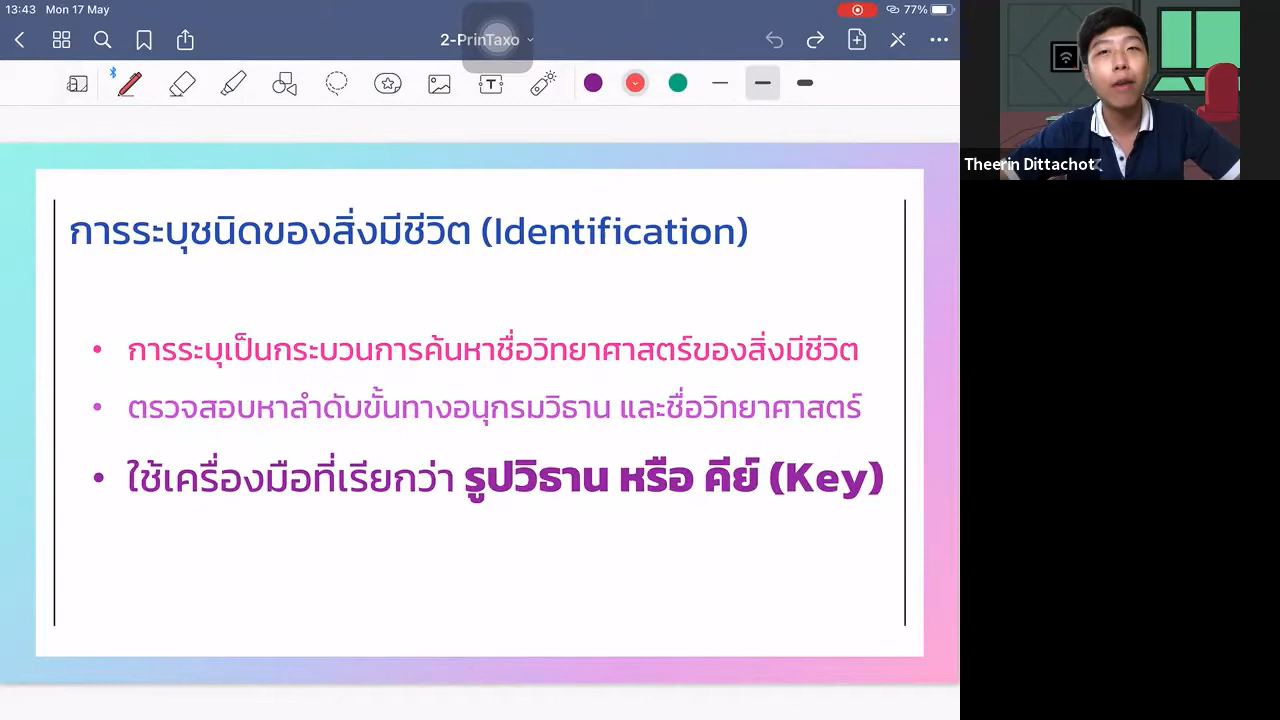 13:43 Mon 17 May
77%
2-PrinTaxo
T
Theerin Dittachot
การระบุชนิดของสิ่งมีชีวิต (Identification)
• การระบุเป็นกระบวนการค้นหาชื่อวิทยาศาสตร์ของสิ่งมีชีวิต
• ตรวจสอบหาลำดับขั้นทางอนุกรมวิธาน และชื่อวิทยาศาสตร์
• ใช้เครื่องมือที่เรียกว่า รูปวิธาน หรือ คีย์ (Key)